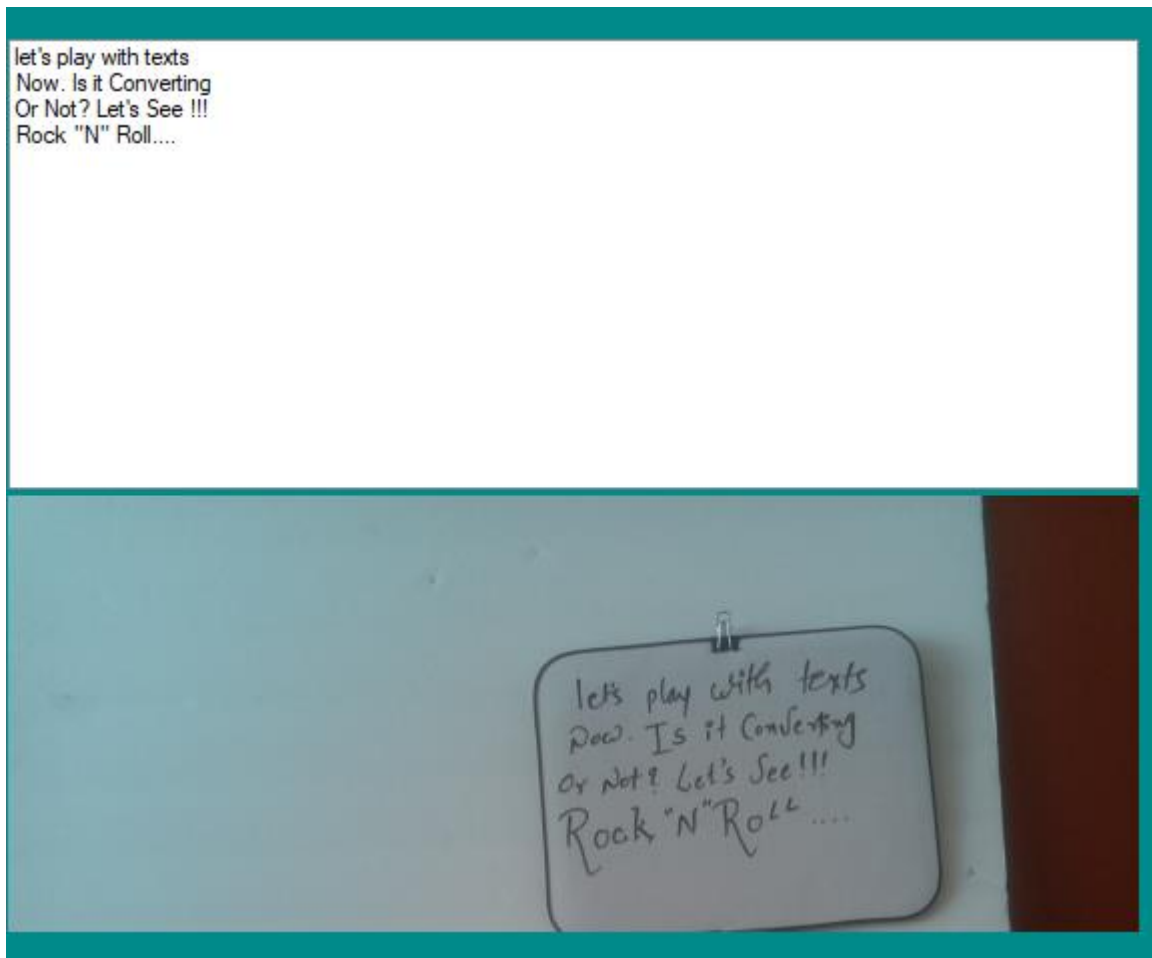 let's play with texts
Now. Is it Converting
Or Not? Let's See !!!
Rock "N" Roll....
let's play with texts
Now. Is it Converting
Or Not? Let's See!!!
Rock "N" Roll....